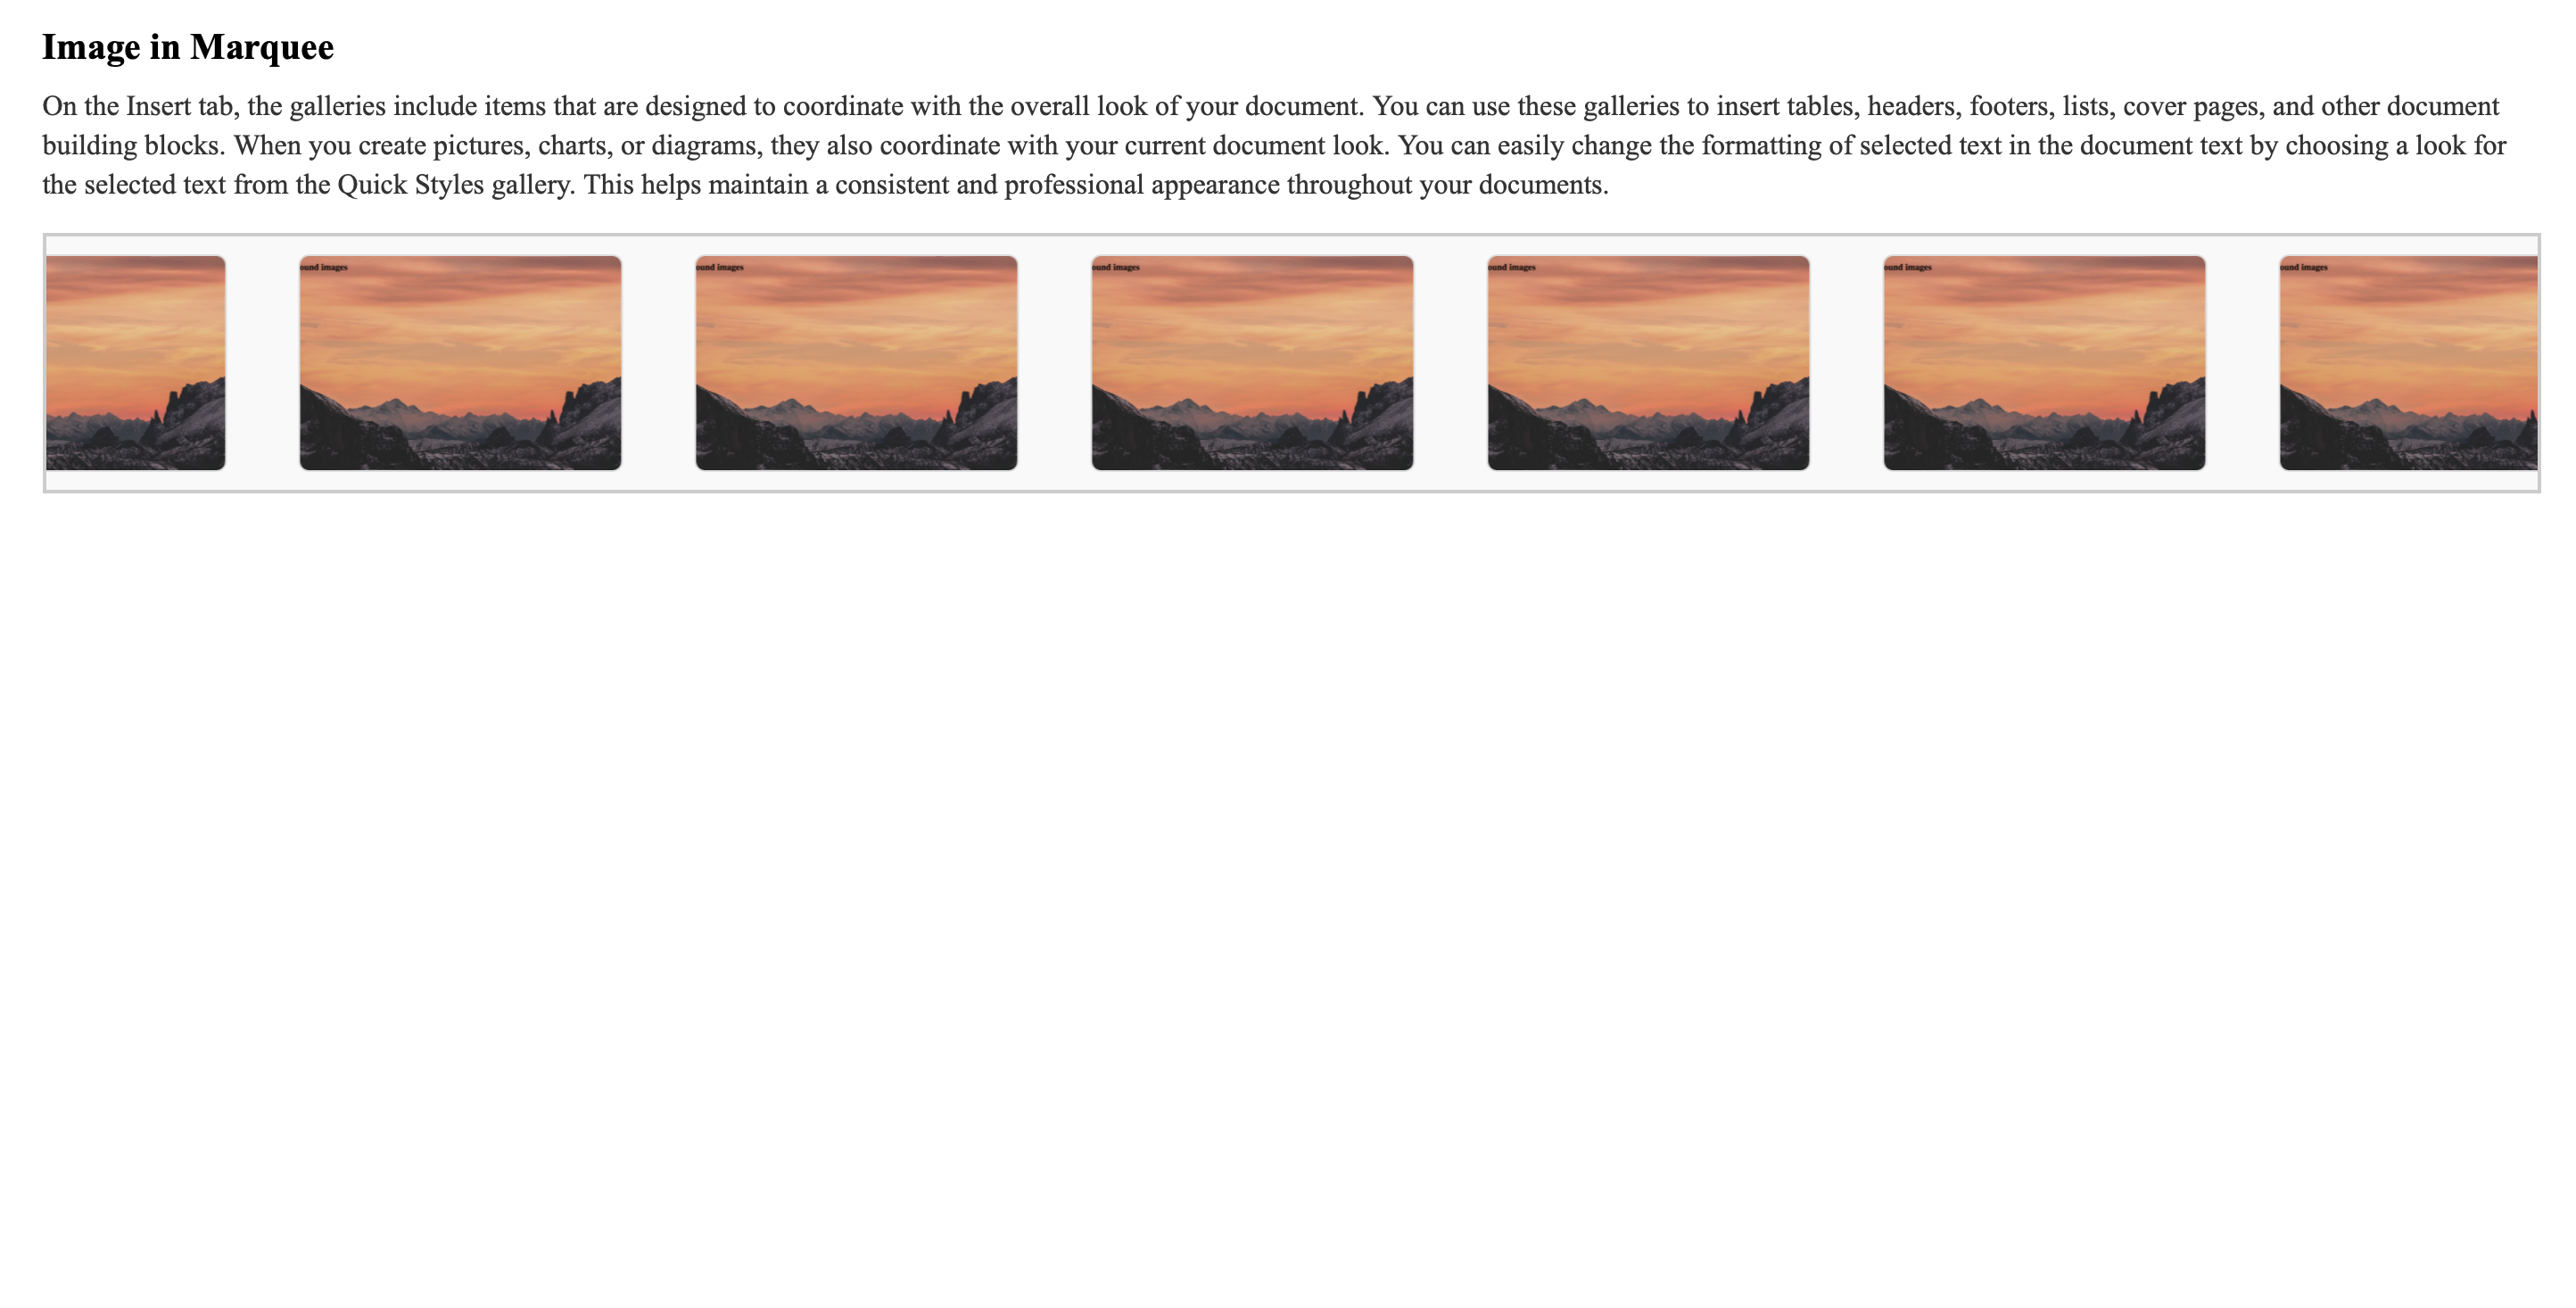 Image in Marquee
On the Insert tab, the galleries include items that are designed to coordinate with the overall look of your document. You can use these galleries to insert tables, headers, footers, lists, cover pages, and other document
building blocks. When you create pictures, charts, or diagrams, they also coordinate with your current document look. You can easily change the formatting of selected text in the document text by choosing a look for
the selected text from the Quick Styles gallery. This helps maintain a consistent and professional appearance throughout your documents.
ound images ound images ound images ound images ound images ound images